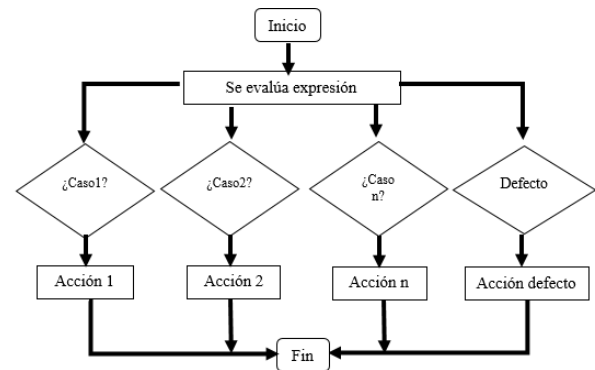 Inicio
Se evalúa expresión
¿Caso1?
¿Caso2?
¿Caso
n?
Defecto
Acción 1
Acción 2
Acción n
Acción defecto
Fin